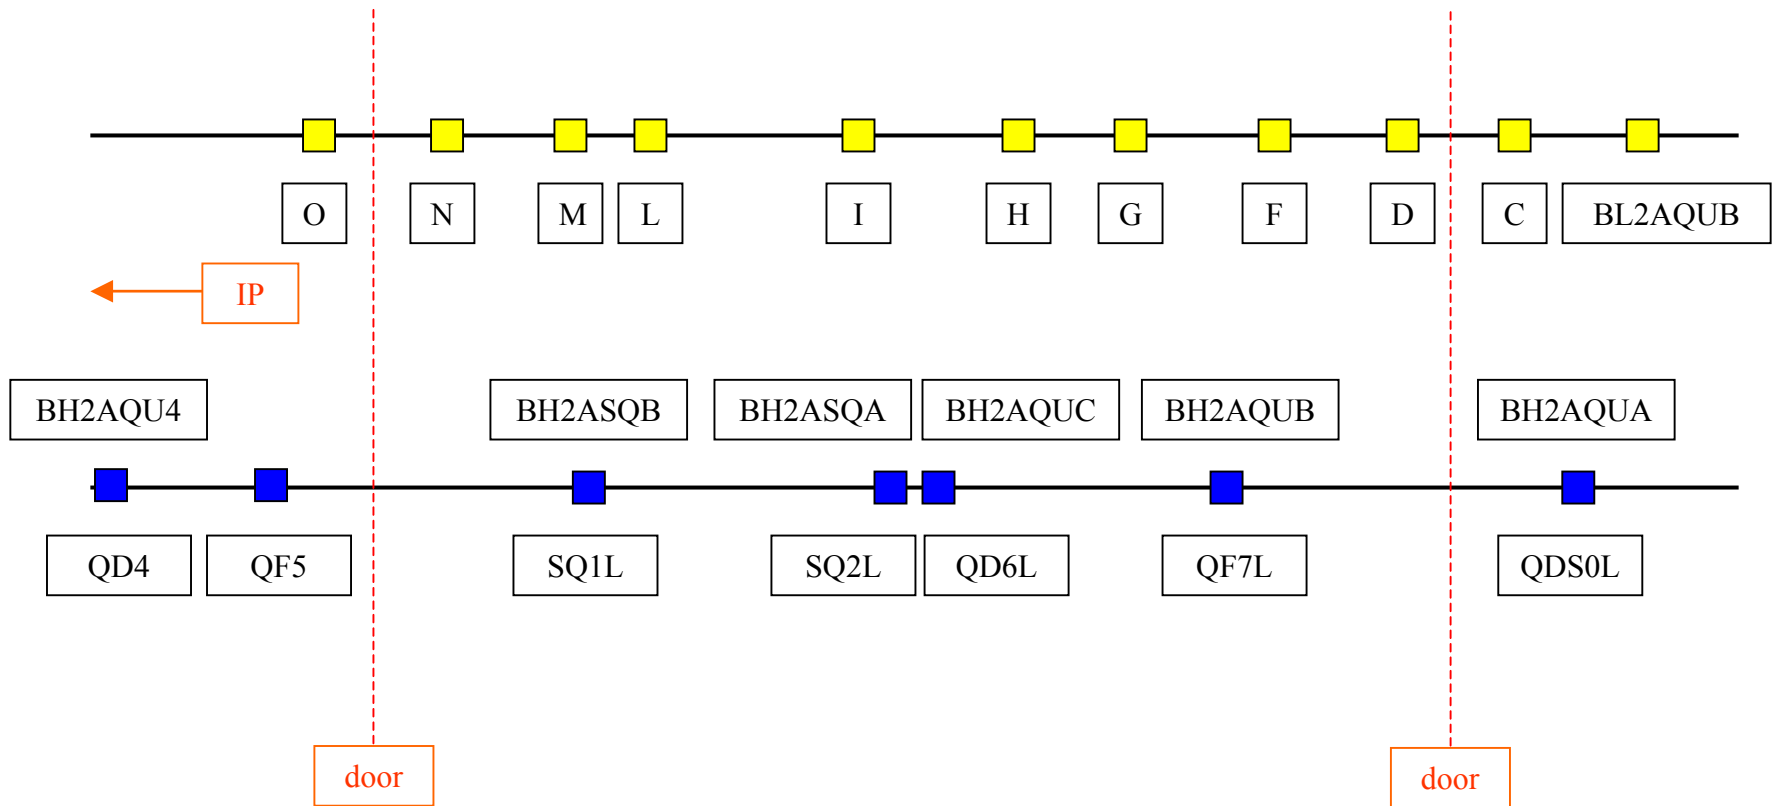 O N M L I H G F D C BL2AQUB
IP
BH2AQU4 BH2ASQB BH2ASQA BH2AQUC BH2AQUB BH2AQUA
QD4 QF5 SQ1L SQ2L QD6L QF7L QDS0L
door door